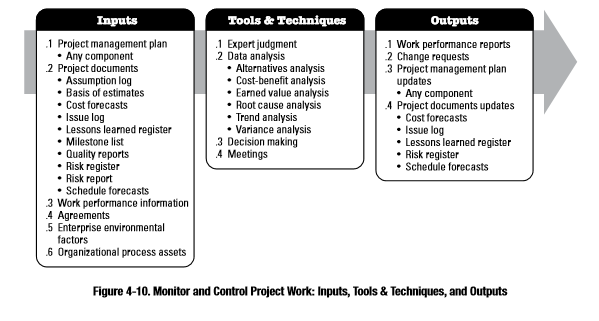 Inputs
.1 Project management plan
• Any component
.2 Project documents
• Assumption log
• Basis of estimates
• Cost forecasts
• Issue log
• Lessons learned register
• Milestone list
• Quality reports
• Risk register
• Risk report
• Schedule forecasts
.3 Work performance information
.4 Agreements
.5 Enterprise environmental
factors
.6 Organizational process assets
Tools & Techniques
.1 Expert judgment
.2 Data analysis
• Alternatives analysis
• Cost-benefit analysis
• Earned value analysis
• Root cause analysis
• Trend analysis
• Variance analysis
.3 Decision making
.4 Meetings
Outputs
.1 Work performance reports
.2 Change requests
.3 Project management plan
updates
• Any component
.4 Project documents updates
• Cost forecasts
• Issue log
• Lessons learned register
• Risk register
• Schedule forecasts
Figure 4-10. Monitor and Control Project Work: Inputs, Tools & Techniques, and Outputs